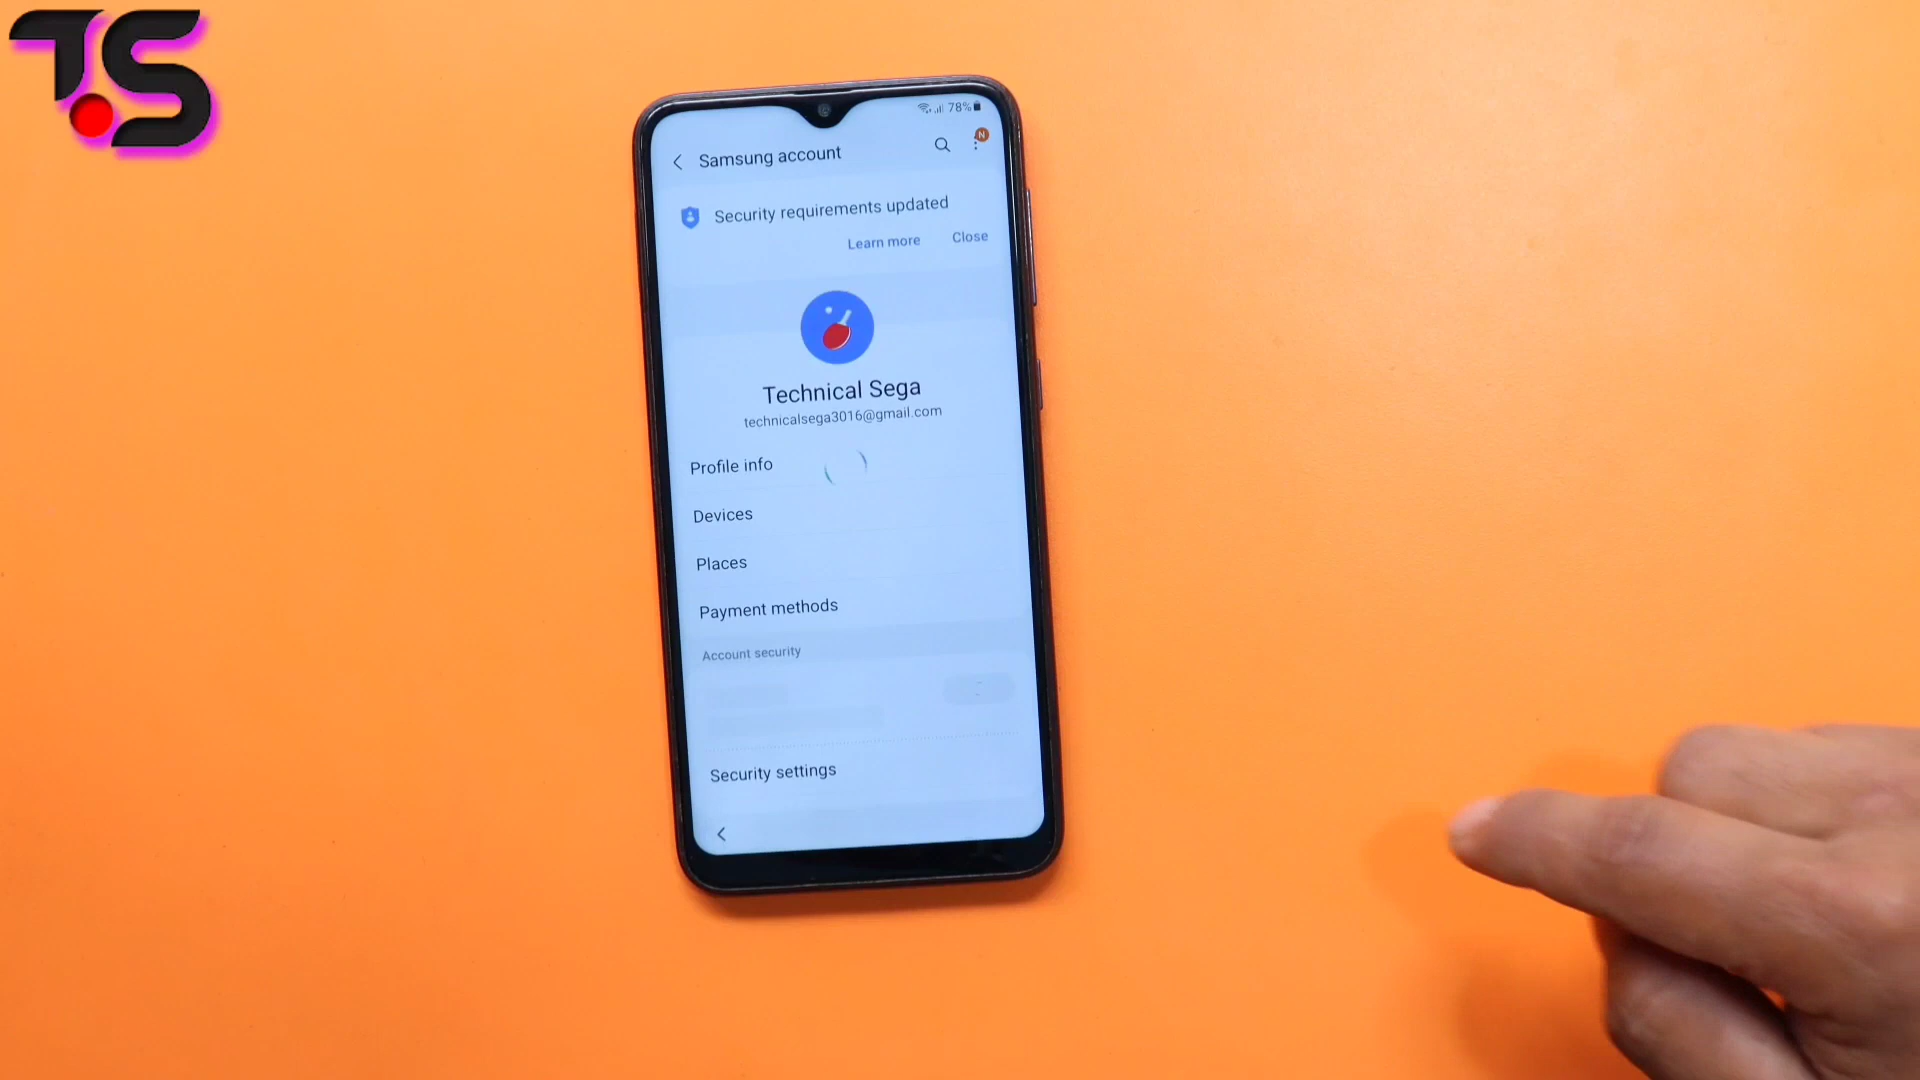 TS
78%
Samsung account
N
Security requirements updated
Learn more Close
Technical Sega
technicalsega3016@gmail.com
Profile info
Devices
Places
Payment methods
Account security
Security settings